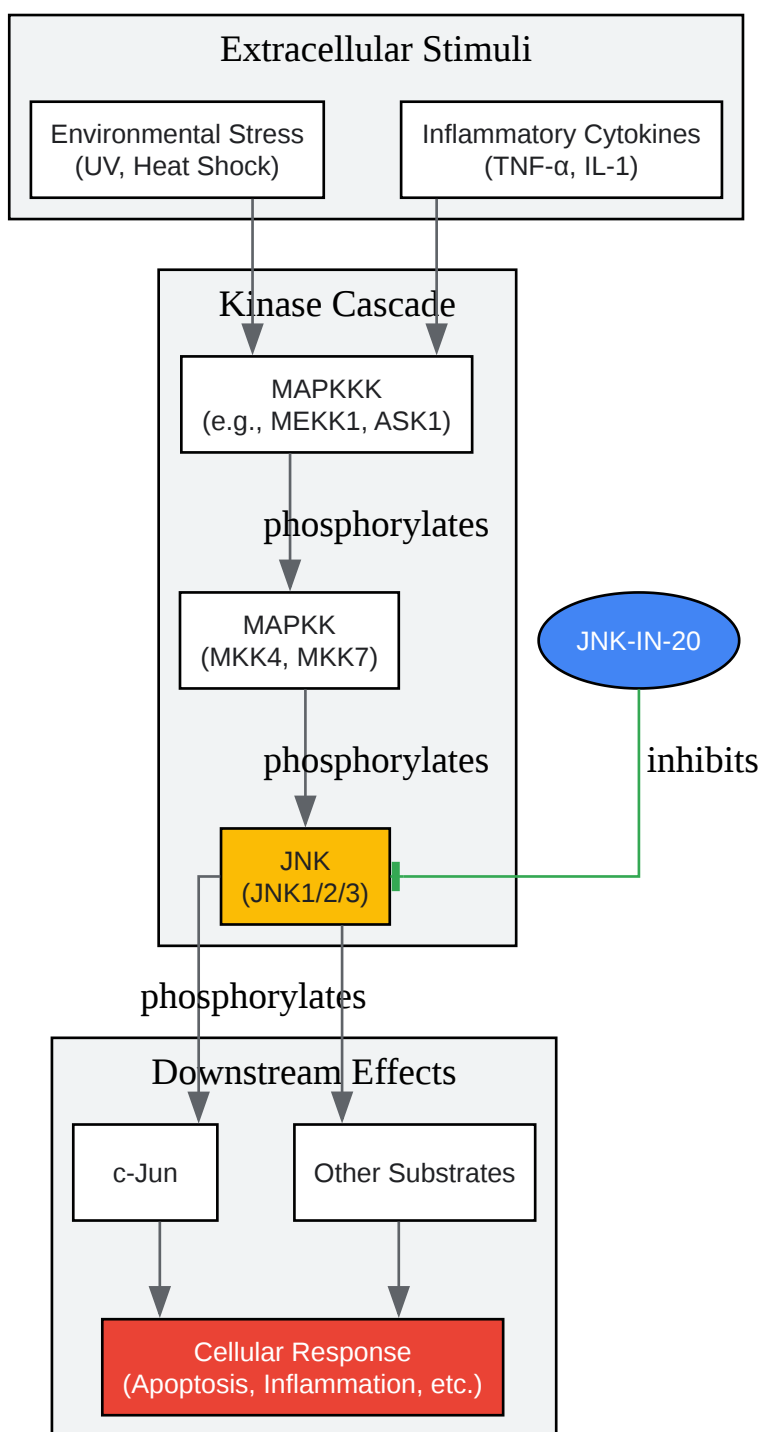 Extracellular Stimuli
Environmental Stress
(UV, Heat Shock)
Inflammatory Cytokines
(TNF-α, IL-1)
Kinase Cascade
MAPKKK
(e.g., MEKK1, ASK1)
phosphorylates
MAPKK
(MKK4, MKK7)
JNK-IN-20
phosphorylates
inhibits
JNK
(JNK1/2/3)
phosphorylates
Downstream Effects
c-Jun
Other Substrates
Cellular Response
(Apoptosis, Inflammation, etc.)